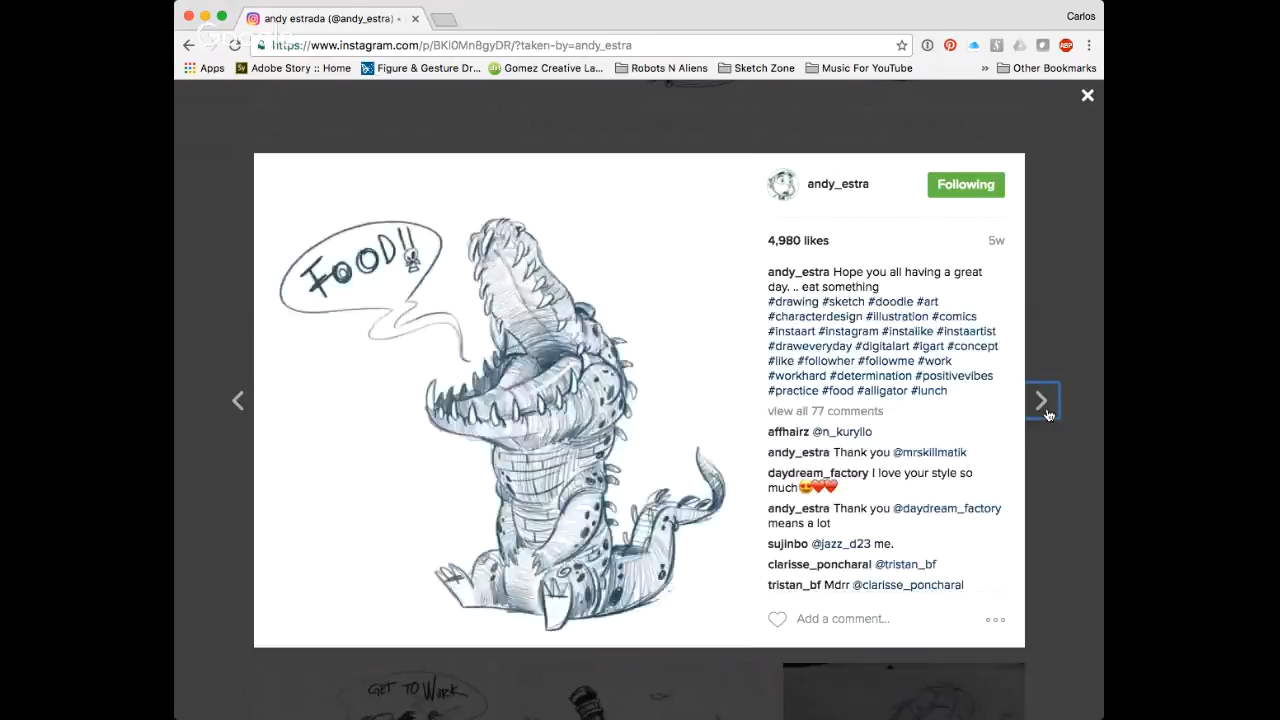 andy estrada (@andy_estra) •
Carlos
https://www.instagram.com/p/BKl0Mn8gyDR/?taken-by=andy_estra
Apps
Adobe Story :: Home
Figure & Gesture Dr...
Gomez Creative La...
Robots N Aliens
Sketch Zone
Music For YouTube
»
Other Bookmarks
FOOD!!
andy_estra
Following
4,980 likes
5w
andy_estra Hope you all having a great
day. .. eat something
#drawing #sketch #doodle #art
#characterdesign #illustration #comics
#instaart #instagram #instalike #instaartist
#draweveryday #digitalart #igart #concept
#like #followher #followme #work
#workhard #determination #positivevibes
#practice #food #alligator #lunch
view all 77 comments
affhairz @n_kuryllo
andy_estra Thank you @mrskillmatik
daydream_factory I love your style so
much😍❤️❤️
andy_estra Thank you @daydream_factory
means a lot
sujinbo @jazz_d23 me.
clarisse_poncharal @tristan_bf
tristan_bf Mdrr @clarisse_poncharal
Add a comment...
GET TO WORK